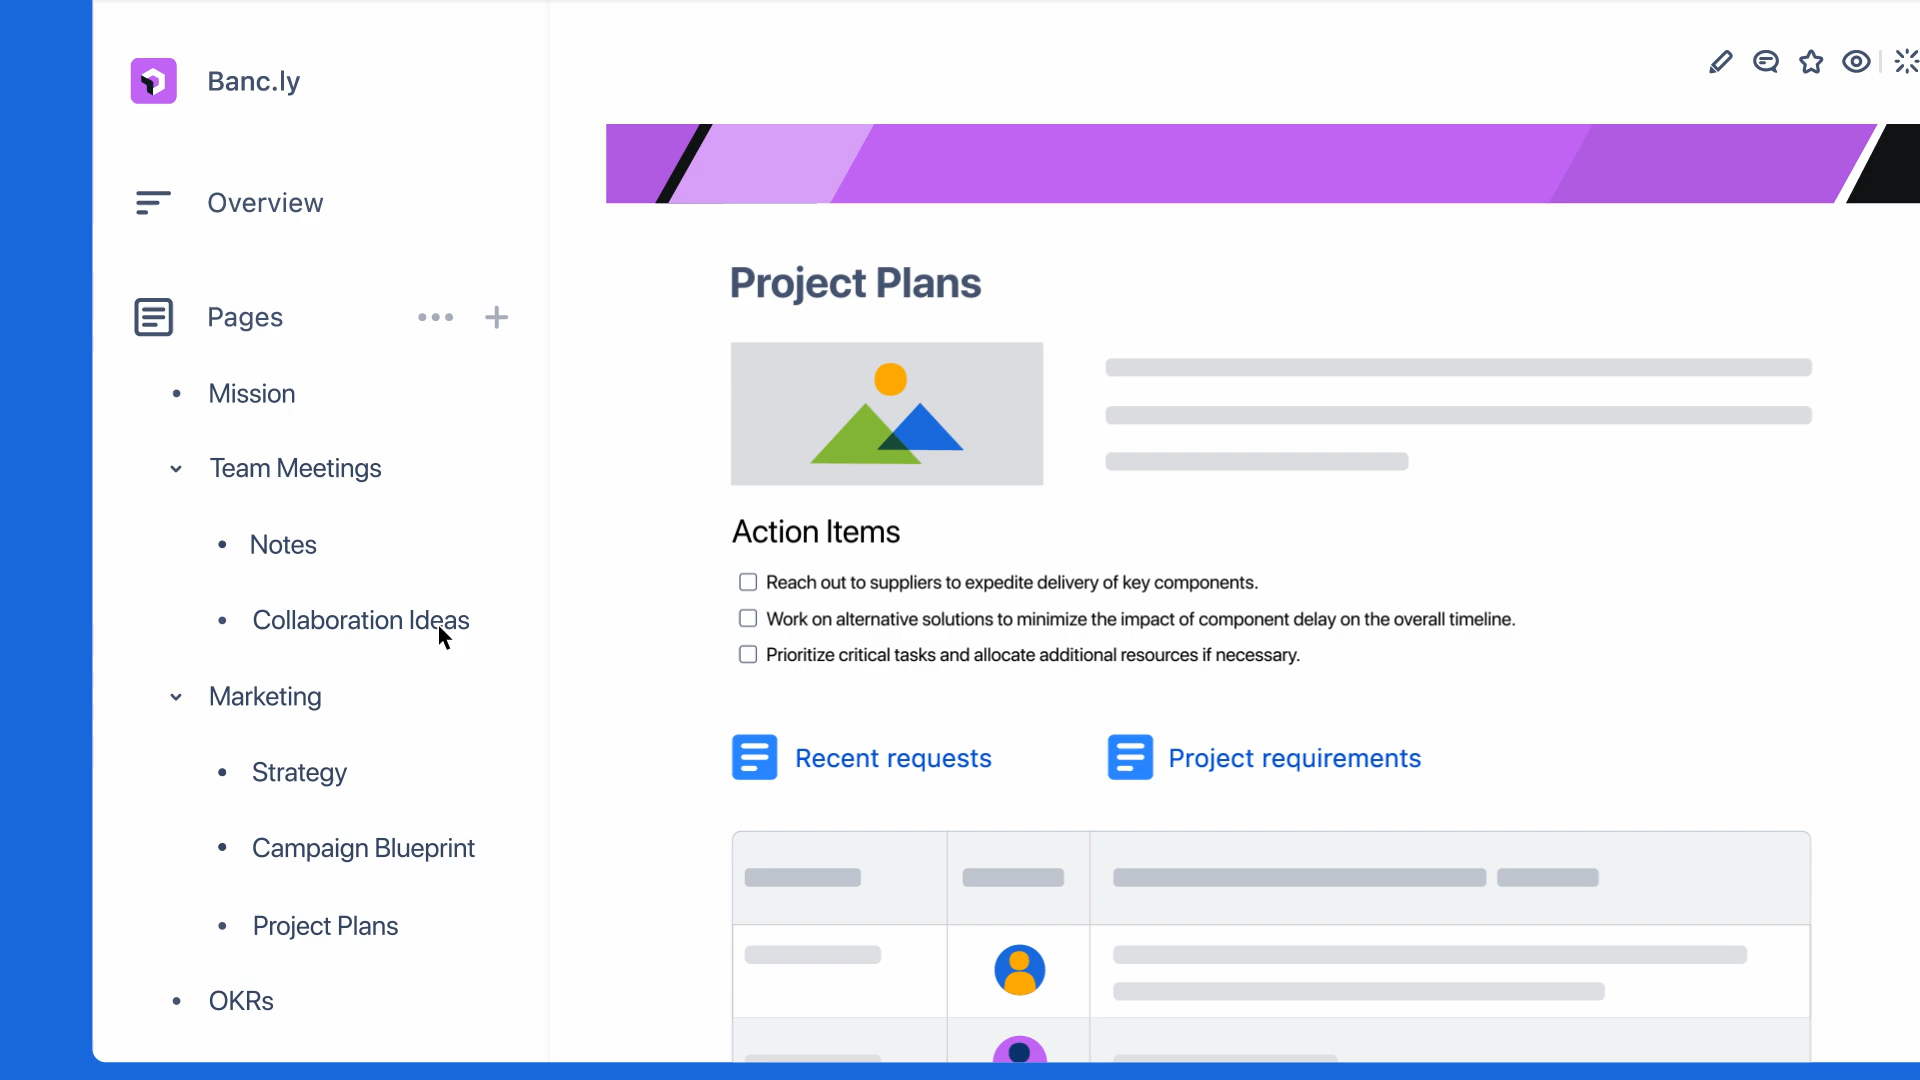 Banc.ly
Overview
Pages
Mission
Team Meetings
Notes
Collaboration Ideas
Marketing
Strategy
Campaign Blueprint
Project Plans
OKRs
Project Plans
Action Items
Reach out to suppliers to expedite delivery of key components.
Work on alternative solutions to minimize the impact of component delay on the overall timeline.
Prioritize critical tasks and allocate additional resources if necessary.
Recent requests
Project requirements